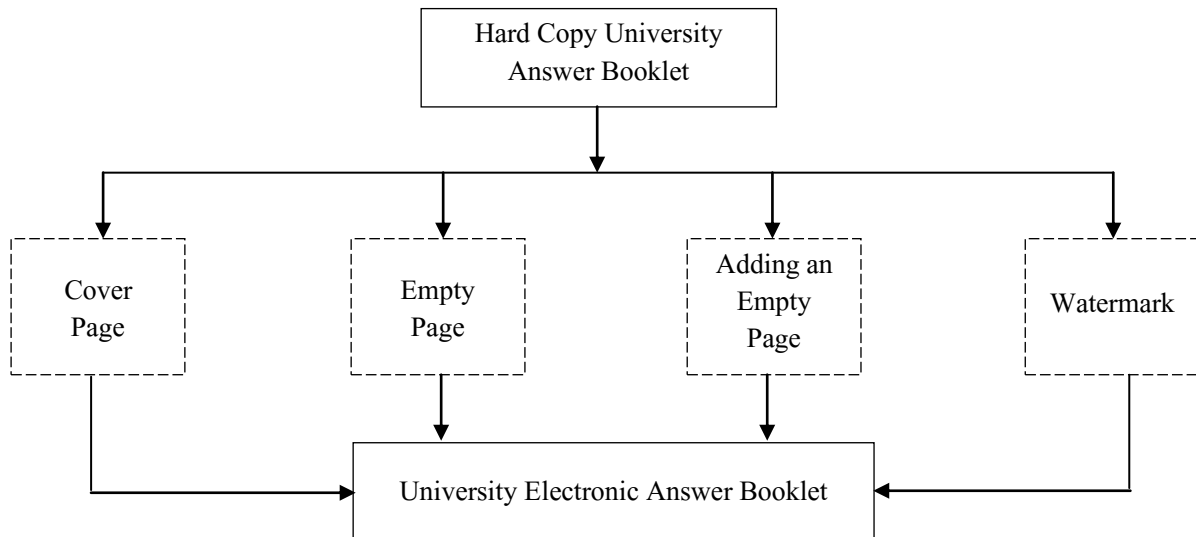 Hard Copy University
Answer Booklet
Cover
Page
Empty
Page
Adding an
Empty
Page
Watermark
University Electronic Answer Booklet